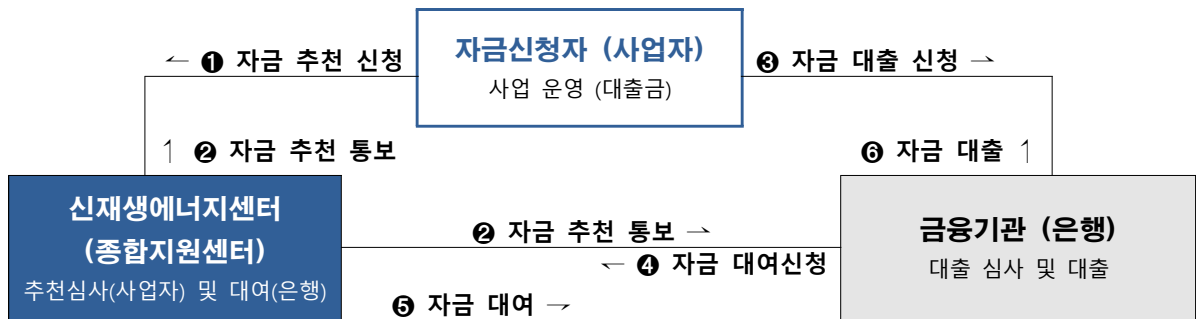 자금신청자 (사업자)
사업 운영 (대출금)
← ❶ 자금 추천 신청
❸ 자금 대출 신청 →
↑ ❷ 자금 추천 통보
❻ 자금 대출 ↑
신재생에너지센터
(종합지원센터)
추천심사(사업자) 및 대여(은행)
❷ 자금 추천 통보 →
← ❹ 자금 대여신청
❺ 자금 대여 →
금융기관 (은행)
대출 심사 및 대출